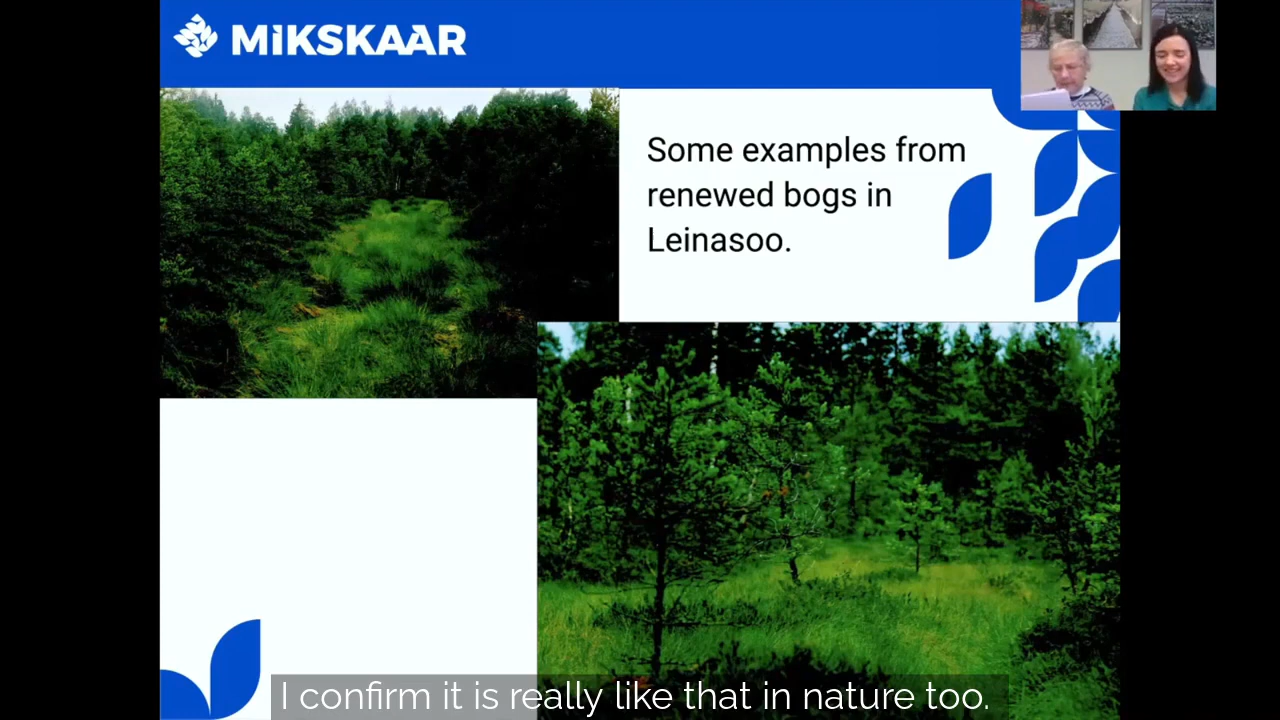 MiKSKAAR
Some examples from
renewed bogs in
Leinasoo.
I confirm it is really like that in nature too.